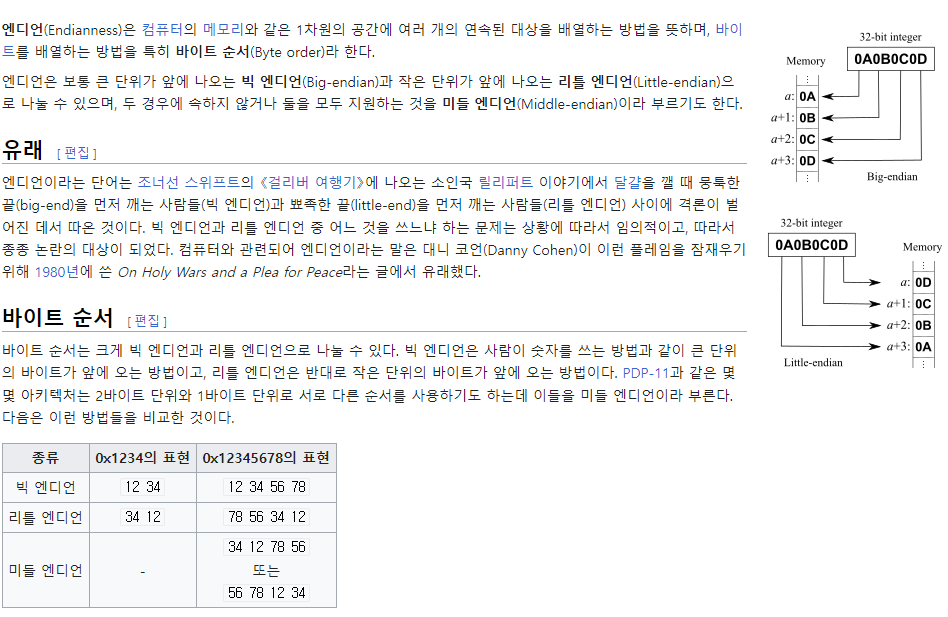 엔디언(Endianness)은 컴퓨터의 메모리와 같은 1차원의 공간에 여러 개의 연속된 대상을 배열하는 방법을 뜻하며, 바이
트를 배열하는 방법을 특히 바이트 순서(Byte order)라 한다.
엔디언은 보통 큰 단위가 앞에 나오는 빅 엔디언(Big-endian)과 작은 단위가 앞에 나오는 리틀 엔디언(Little-endian)으
로 나눌 수 있으며, 두 경우에 속하지 않거나 둘을 모두 지원하는 것을 미들 엔디언(Middle-endian)이라 부르기도 한다.
유래 [ 편집 ]
엔디언이라는 단어는 조너선 스위프트의 《걸리버 여행기》에 나오는 소인국 릴리퍼트 이야기에서 달걀을 깰 때 뭉툭한
끝(big-end)을 먼저 깨는 사람들(빅 엔디언)과 뾰족한 끝(little-end)을 먼저 깨는 사람들(리틀 엔디언) 사이에 격론이 벌
어진 데서 따온 것이다. 빅 엔디언과 리틀 엔디언 중 어느 것을 쓰느냐 하는 문제는 상황에 따라서 임의적이고, 따라서
종종 논란의 대상이 되었다. 컴퓨터와 관련되어 엔디언이라는 말은 대니 코언(Danny Cohen)이 이런 플레임을 잠재우기
위해 1980년에 쓴 On Holy Wars and a Plea for Peace라는 글에서 유래했다.
바이트 순서 [ 편집 ]
바이트 순서는 크게 빅 엔디언과 리틀 엔디언으로 나눌 수 있다. 빅 엔디언은 사람이 숫자를 쓰는 방법과 같이 큰 단위
의 바이트가 앞에 오는 방법이고, 리틀 엔디언은 반대로 작은 단위의 바이트가 앞에 오는 방법이다. PDP-11과 같은 몇
몇 아키텍처는 2바이트 단위와 1바이트 단위로 서로 다른 순서를 사용하기도 하는데 이들을 미들 엔디언이라 부른다.
다음은 이런 방법들을 비교한 것이다.
종류 0x1234의 표현 0x12345678의 표현
빅 엔디언 12 34 12 34 56 78
리틀 엔디언 34 12 78 56 34 12
미들 엔디언 - 34 12 78 56
또는
56 78 12 34
32-bit integer
Memory 0A0B0C0D
a: 0A
a+1: 0B
a+2: 0C
a+3: 0D
Big-endian
32-bit integer
0A0B0C0D Memory
a: 0D
a+1: 0C
a+2: 0B
a+3: 0A
Little-endian